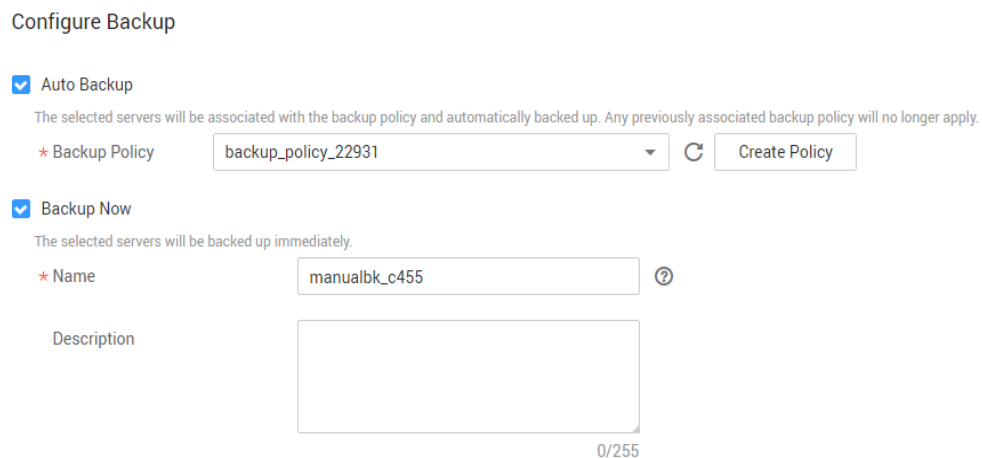 Configure Backup
Auto Backup
The selected servers will be associated with the backup policy and automatically backed up. Any previously associated backup policy will no longer apply.
* Backup Policy backup_policy_22931 Create Policy
Backup Now
The selected servers will be backed up immediately.
* Name manualbk_c455 ?
Description
0/255